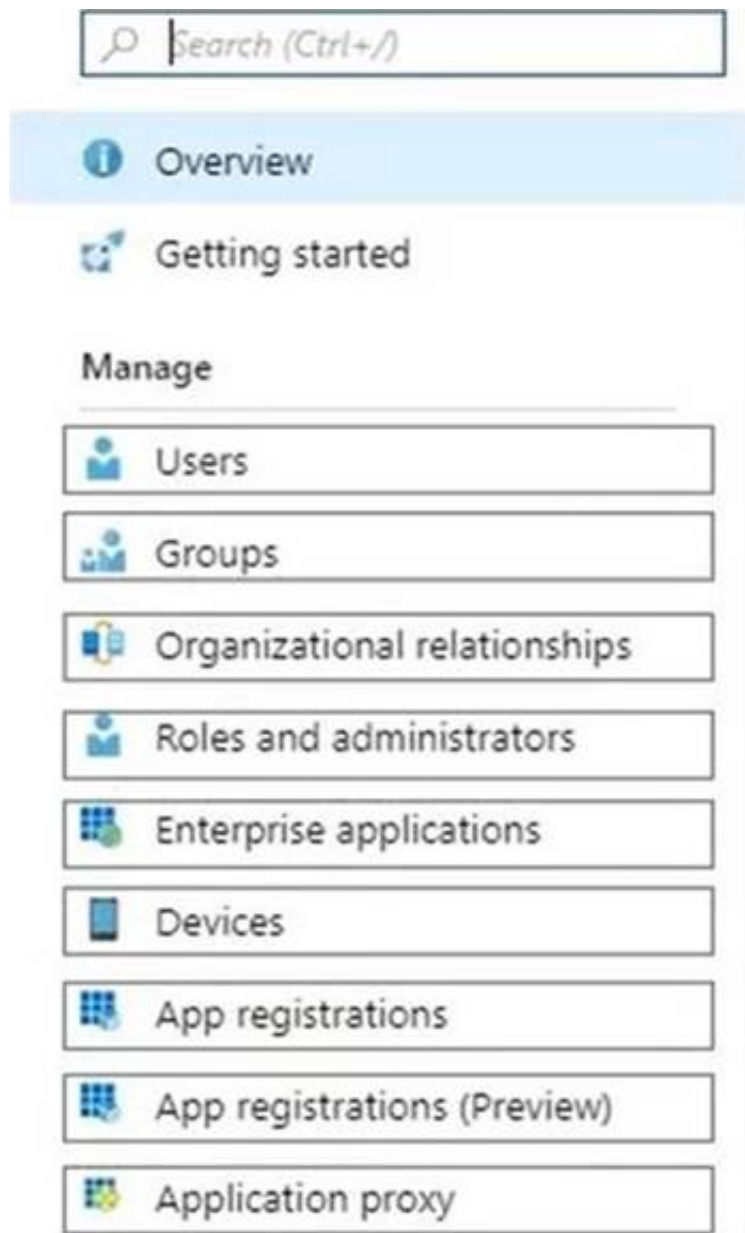 Search (Ctrl+/)
Overview
Getting started
Manage
Users
Groups
Organizational relationships
Roles and administrators
Enterprise applications
Devices
App registrations
App registrations (Preview)
Application proxy